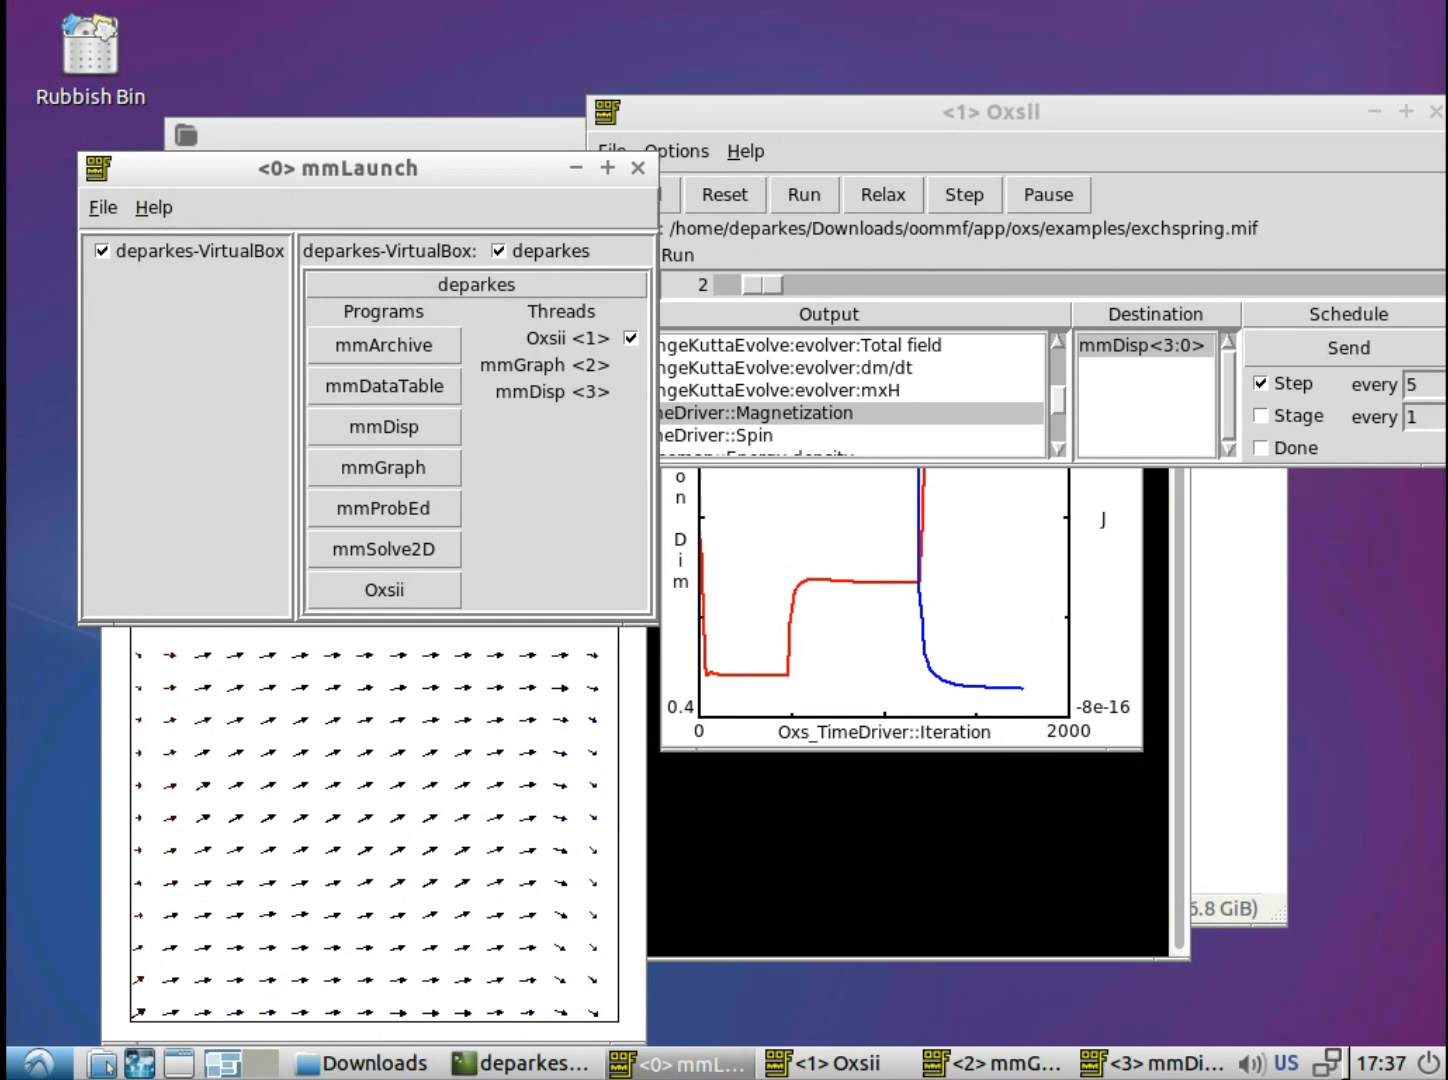 Rubbish Bin
<1> Oxsii
File Options Help
<0> mmLaunch
File Help
Reset Run Relax Step Pause
: /home/deparkes/Downloads/oommf/app/oxs/examples/exchspring.mif
Run
2
deparkes-VirtualBox
deparkes-VirtualBox: deparkes
deparkes
Programs Threads
mmArchive
mmDataTable
mmDisp
mmGraph
mmProbEd
mmSolve2D
Oxsii
Oxsii <1>
mmGraph <2>
mmDisp <3>
Output Destination Schedule
ngeKuttaEvolve:evolver:Total field
ngeKuttaEvolve:evolver:dm/dt
ngeKuttaEvolve:evolver:mxH
eDriver::Magnetization
eDriver::Spin
mmDisp<3:0>
Send
Step every 5
Stage every 1
Done
on Dim
J
0.4
-8e-16
0 Oxs_TimeDriver::Iteration 2000
6.8 GiB)
Downloads deparkes... <0> mmL... <1> Oxsii <2> mmG... <3> mmDi... US 17:37